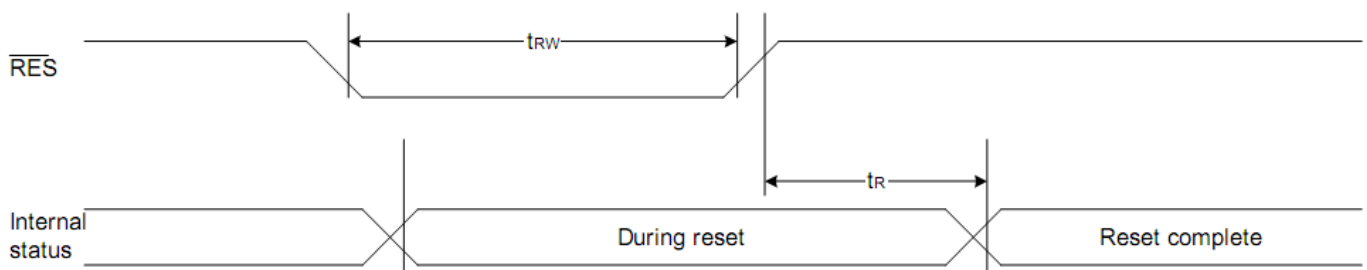 tRW
RES
tR
Internal
status
During reset
Reset complete